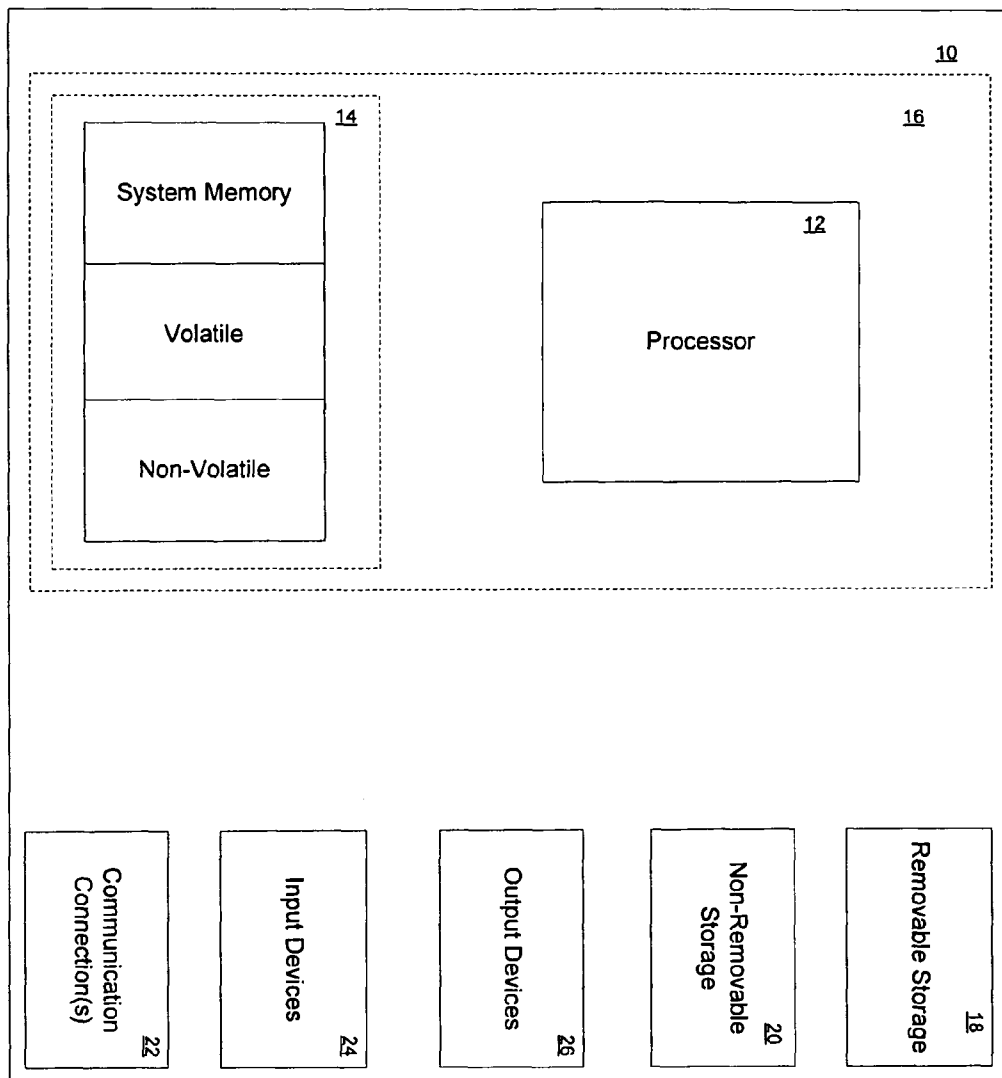 10
14
16
System Memory
12
Volatile
Processor
Non-Volatile
Communication
Connection(s)
22
Input Devices
24
Output Devices
26
Non-Removable
Storage
20
Removable Storage
18